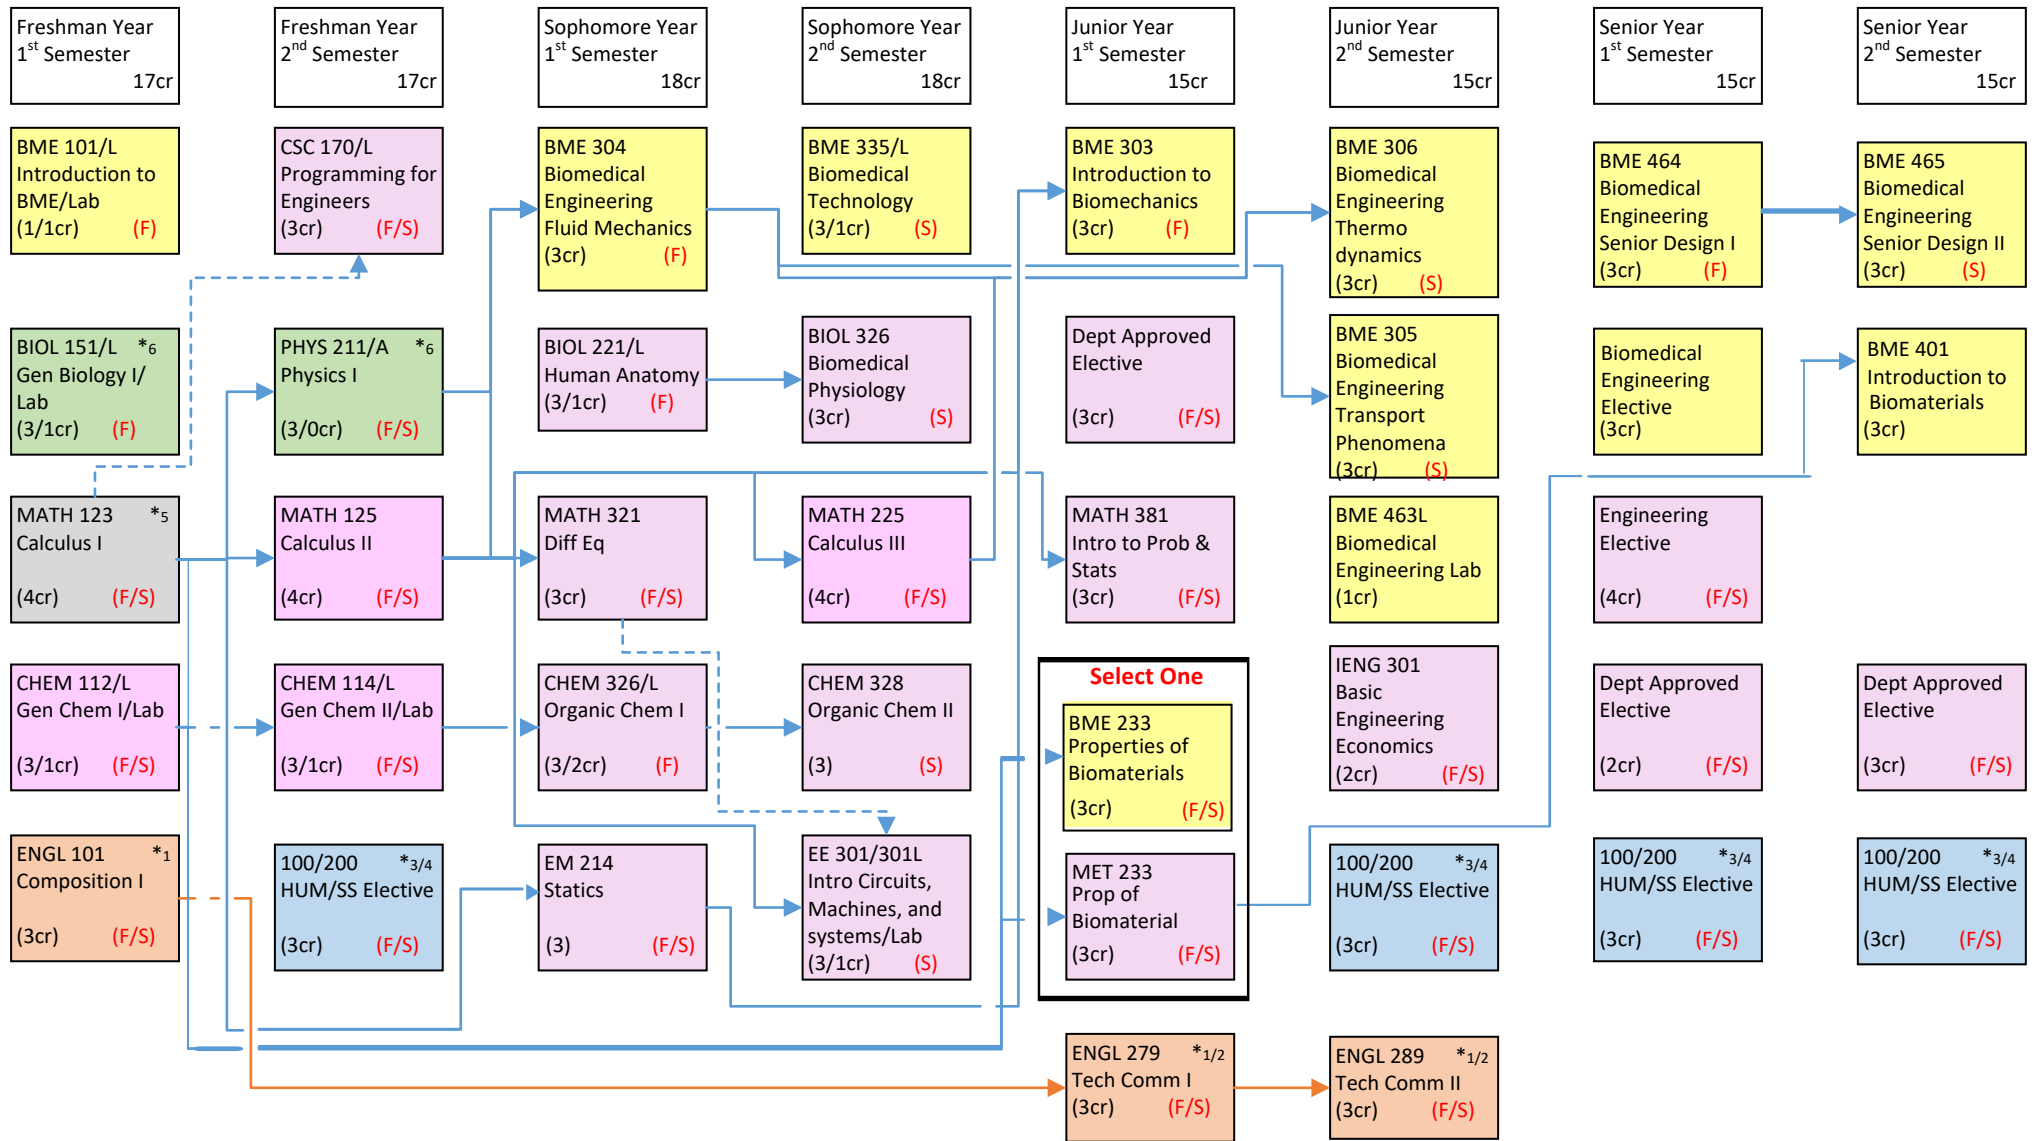 Freshman Year
1st Semester
17cr
Freshman Year
2nd Semester
17cr
Sophomore Year
1st Semester
18cr
Sophomore Year
2nd Semester
18cr
Junior Year
1st Semester
15cr
Junior Year
2nd Semester
15cr
Senior Year
1st Semester
15cr
Senior Year
2nd Semester
15cr
BME 101/L
Introduction to
BME/Lab
(1/1cr) (F)
CSC 170/L
Programming for
Engineers
(3cr) (F/S)
BME 304
Biomedical
Engineering
Fluid Mechanics
(3cr) (F)
BME 335/L
Biomedical
Technology
(3/1cr) (S)
BME 303
Introduction to
Biomechanics
(3cr) (F)
BME 306
Biomedical
Engineering
Thermo
dynamics
(3cr) (S)
BME 464
Biomedical
Engineering
Senior Design I
(3cr) (F)
BME 465
Biomedical
Engineering
Senior Design II
(3cr) (S)
BIOL 151/L *6
Gen Biology I/
Lab
(3/1cr) (F)
PHYS 211/A *6
Physics I
(3/0cr) (F/S)
BIOL 221/L
Human Anatomy
(3/1cr) (F)
BIOL 326
Biomedical
Physiology
(3cr) (S)
Dept Approved
Elective
(3cr) (F/S)
BME 305
Biomedical
Engineering
Transport
Phenomena
(3cr) (S)
Biomedical
Engineering
Elective
(3cr)
BME 401
Introduction to
Biomaterials
(3cr)
MATH 123 *5
Calculus I
(4cr) (F/S)
MATH 125
Calculus II
(4cr) (F/S)
MATH 321
Diff Eq
(3cr) (F/S)
MATH 225
Calculus III
(4cr) (F/S)
MATH 381
Intro to Prob &
Stats
(3cr) (F/S)
BME 463L
Biomedical
Engineering Lab
(1cr)
Engineering
Elective
(4cr) (F/S)
CHEM 112/L
Gen Chem I/Lab
(3/1cr) (F/S)
CHEM 114/L
Gen Chem II/Lab
(3/1cr) (F/S)
CHEM 326/L
Organic Chem I
(3/2cr) (F)
CHEM 328
Organic Chem II
(3) (S)
Select One
BME 233
Properties of
Biomaterials
(3cr) (F/S)
IENG 301
Basic
Engineering
Economics
(2cr) (F/S)
Dept Approved
Elective
(2cr) (F/S)
Dept Approved
Elective
(3cr) (F/S)
ENGL 101 *1
Composition I
(3cr) (F/S)
100/200 *3/4
HUM/SS Elective
(3cr) (F/S)
EM 214
Statics
(3) (F/S)
EE 301/301L
Intro Circuits,
Machines, and
systems/Lab
(3/1cr) (S)
MET 233
Prop of
Biomaterial
(3cr) (F/S)
100/200 *3/4
HUM/SS Elective
(3cr) (F/S)
100/200 *3/4
HUM/SS Elective
(3cr) (F/S)
100/200 *3/4
HUM/SS Elective
(3cr) (F/S)
ENGL 279 *1/2
Tech Comm I
(3cr) (F/S)
ENGL 289 *1/2
Tech Comm II
(3cr) (F/S)